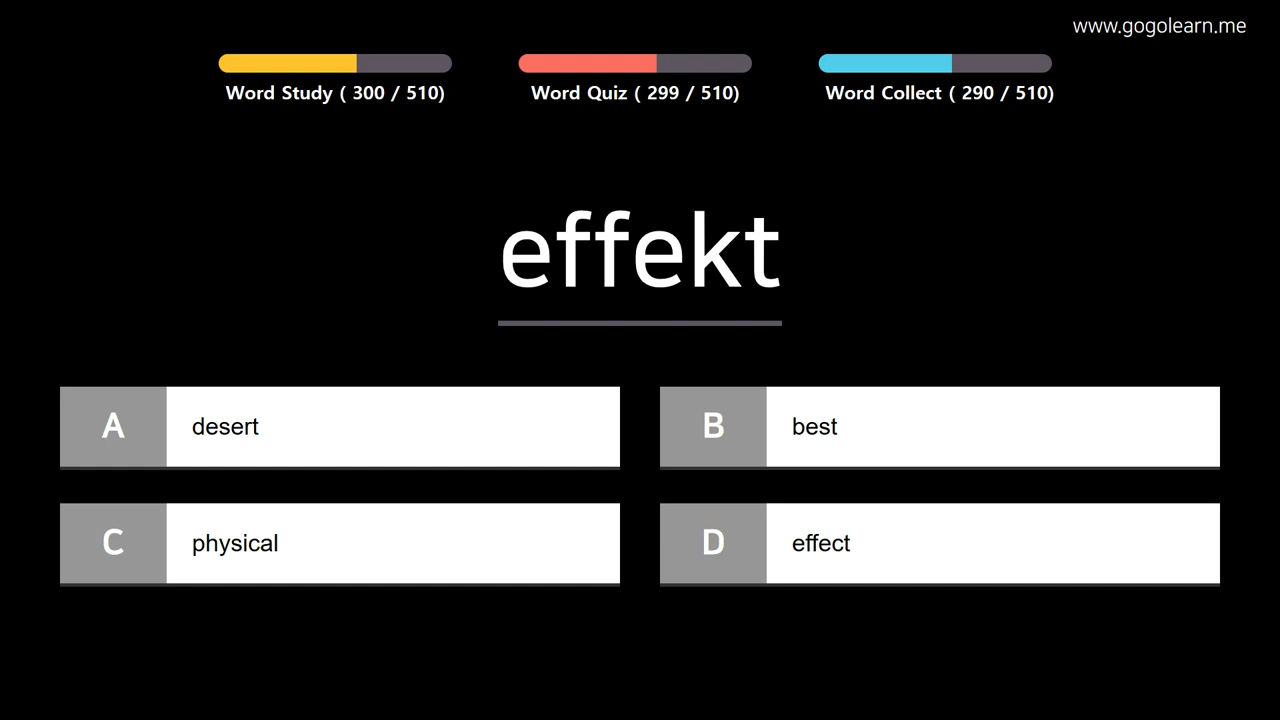 www.gogolearn.me
Word Study ( 300 / 510)
Word Quiz ( 299 / 510)
Word Collect ( 290 / 510)
effekt
A desert
B best
C physical
D effect